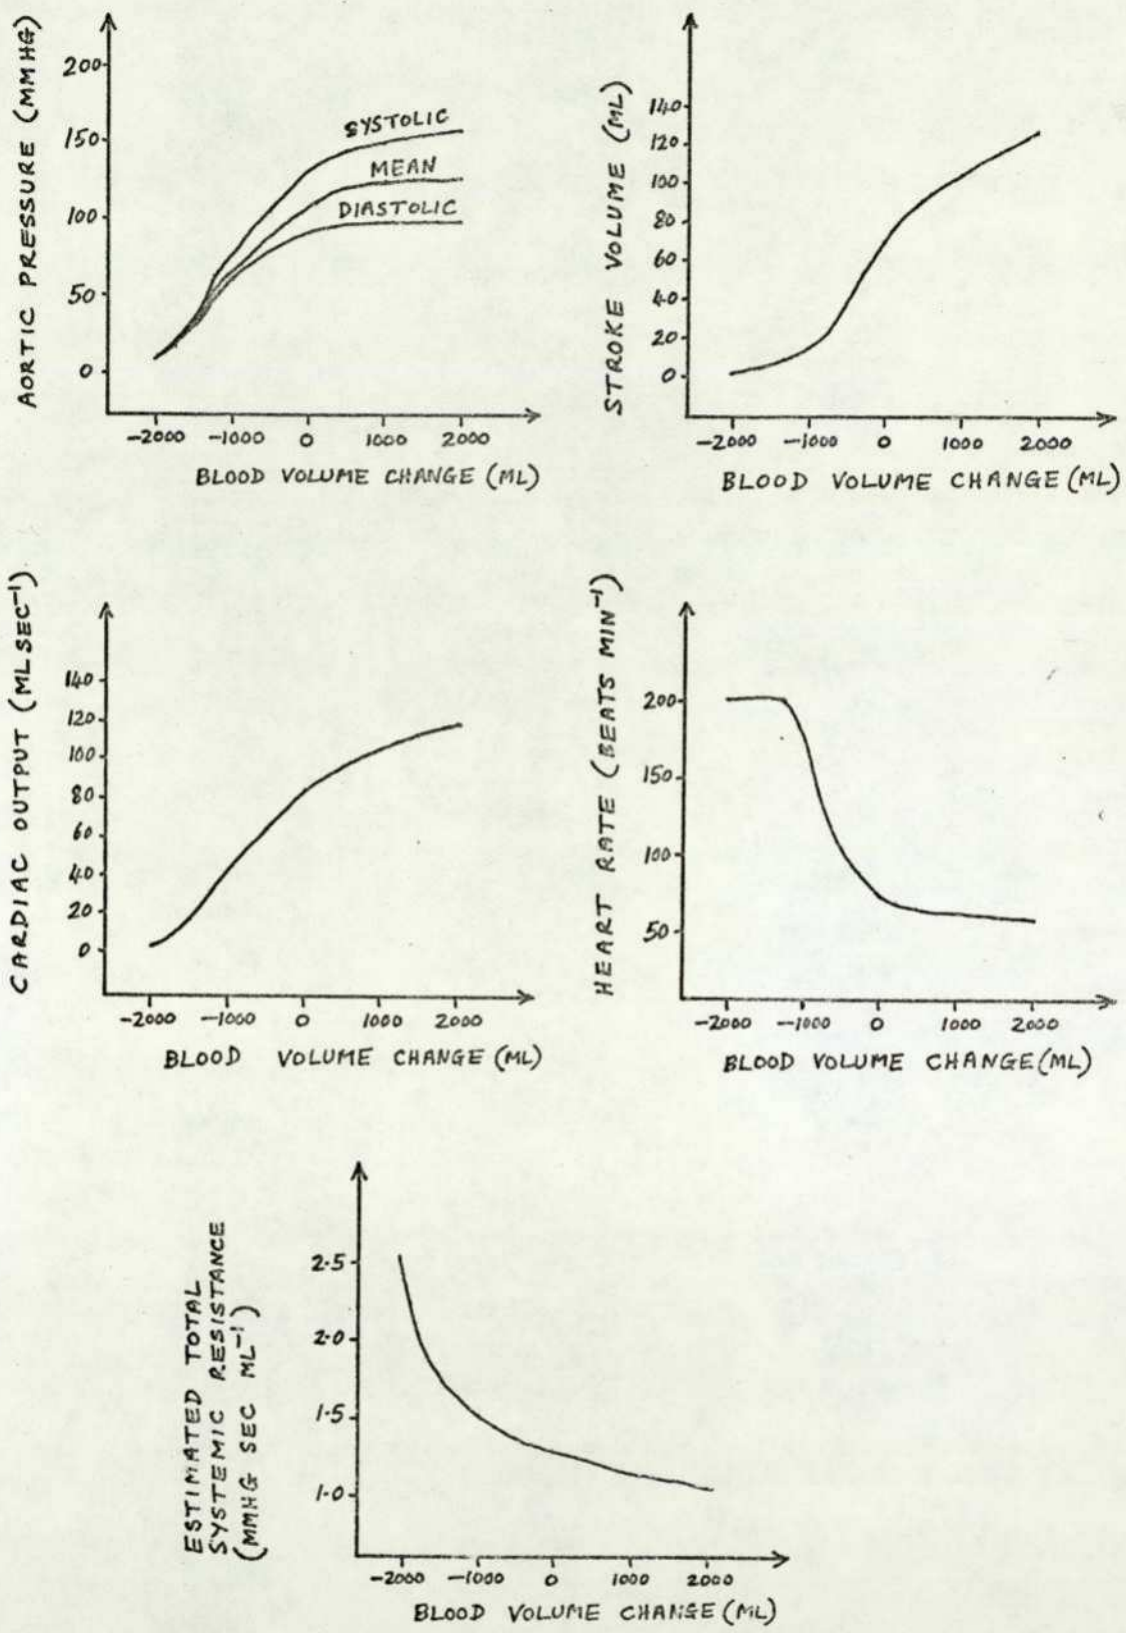 AORTIC PRESSURE (MMHG)
200
150
100
50
0
SYSTOLIC
MEAN
DIASTOLIC
-2000 -1000 0 1000 2000
BLOOD VOLUME CHANGE (ML)
STROKE VOLUME (ML)
140
120
100
80
60
40
20
0
-2000 -1000 0 1000 2000
BLOOD VOLUME CHANGE (ML)
CARDIAC OUTPUT (MLSEC⁻¹)
140
120
100
80
60
40
20
0
-2000 -1000 0 1000 2000
BLOOD VOLUME CHANGE (ML)
HEART RATE (BEATS MIN⁻¹)
200
150
100
50
-2000 -1000 0 1000 2000
BLOOD VOLUME CHANGE (ML)
ESTIMATED TOTAL
SYSTEMIC RESISTANCE
(MMHG SEC ML⁻¹)
2.5
2.0
1.5
1.0
-2000 -1000 0 1000 2000
BLOOD VOLUME CHANGE (ML)